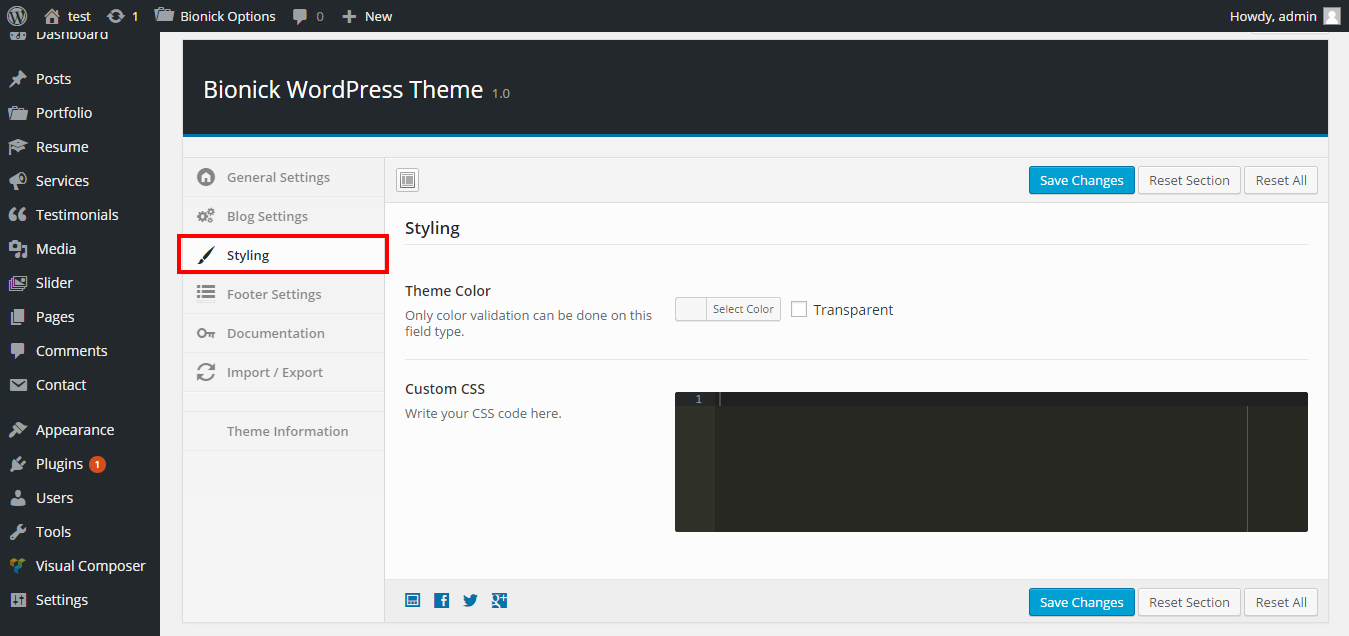 test 1 Bionick Options 0 New Howdy, admin
Dashboard
Posts
Portfolio
Resume
Services
Testimonials
Media
Slider
Pages
Comments
Contact
Appearance
Plugins 1
Users
Tools
Visual Composer
Settings
Bionick WordPress Theme 1.0
General Settings
Blog Settings
Styling
Footer Settings
Documentation
Import / Export
Theme Information
Save Changes Reset Section Reset All
Styling
Theme Color
Only color validation can be done on this
field type.
Select Color Transparent
Custom CSS
Write your CSS code here.
1
Save Changes Reset Section Reset All